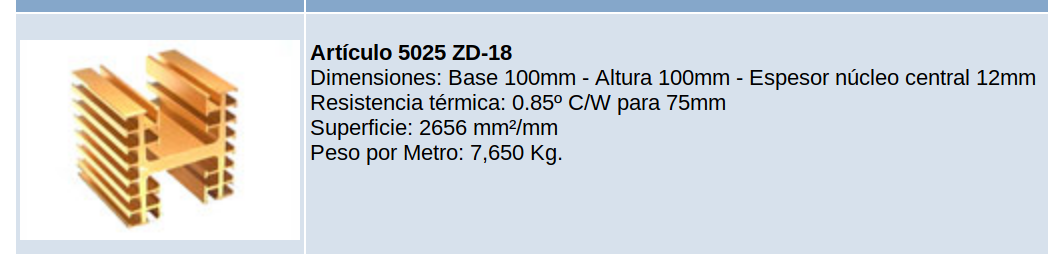 Artículo 5025 ZD-18
Dimensiones: Base 100mm - Altura 100mm - Espesor núcleo central 12mm
Resistencia térmica: 0.85º C/W para 75mm
Superficie: 2656 mm²/mm
Peso por Metro: 7,650 Kg.